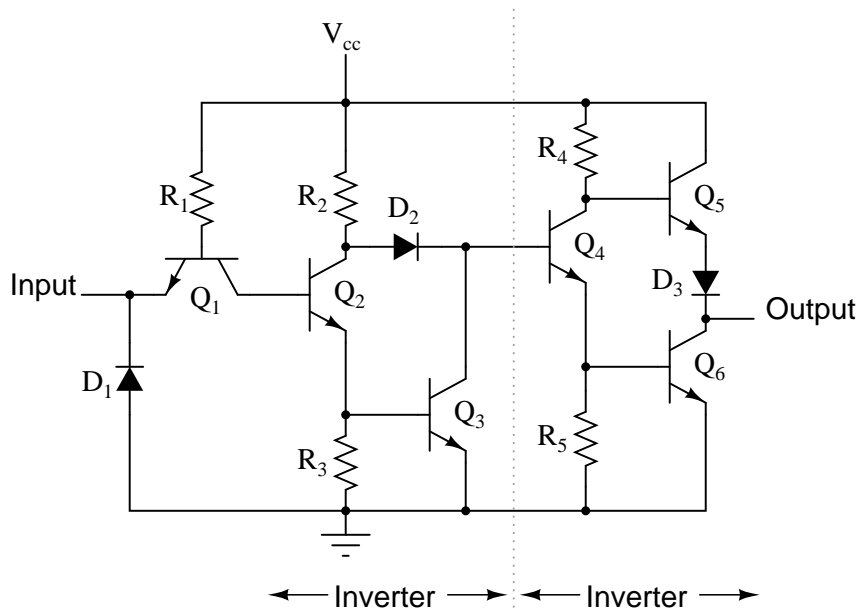 Vcc
R4
R1
R2
D2
Q5
Q4
Input
Q1
Q2
D3
Output
D1
Q6
Q3
R5
R3
Inverter
Inverter